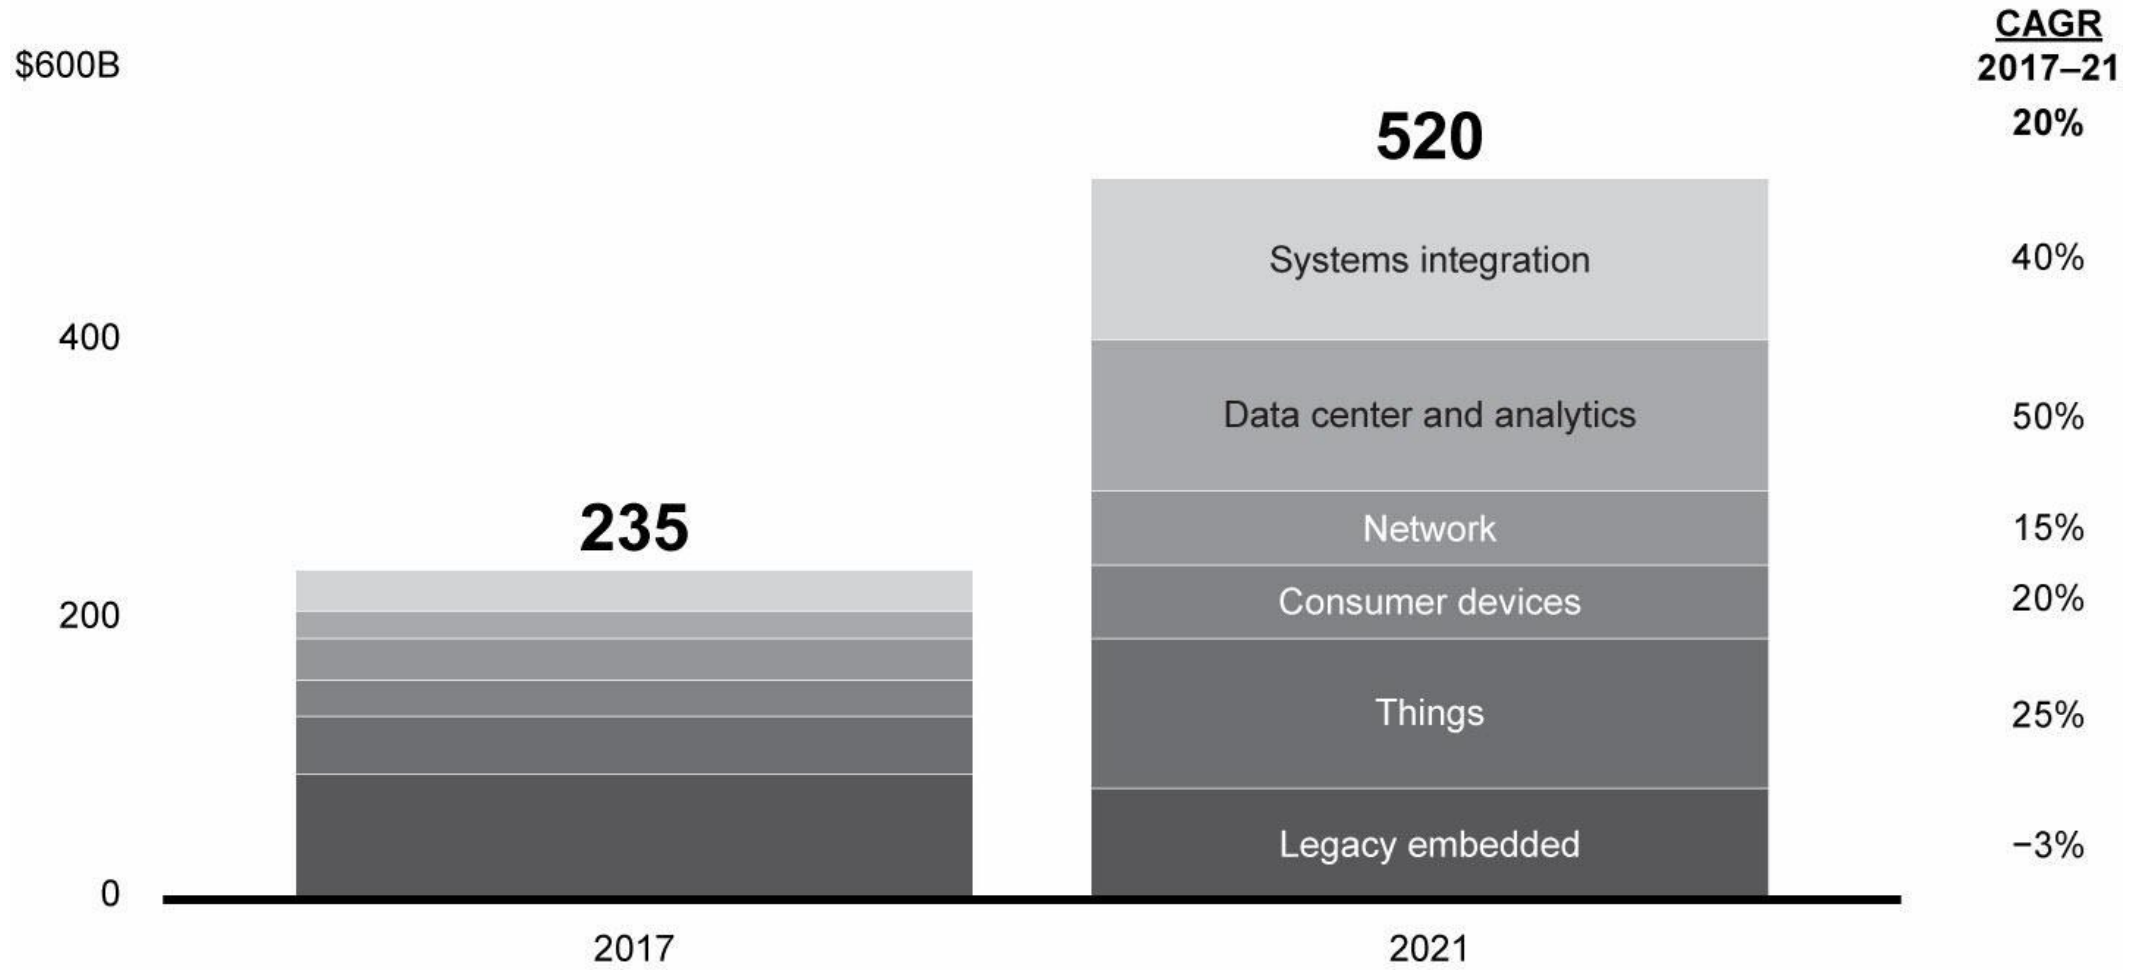 CAGR
2017–21
$600B
20%
520
Systems integration
40%
400
Data center and analytics
50%
235
Network
15%
Consumer devices
20%
200
Things
25%
Legacy embedded
−3%
0
2017
2021